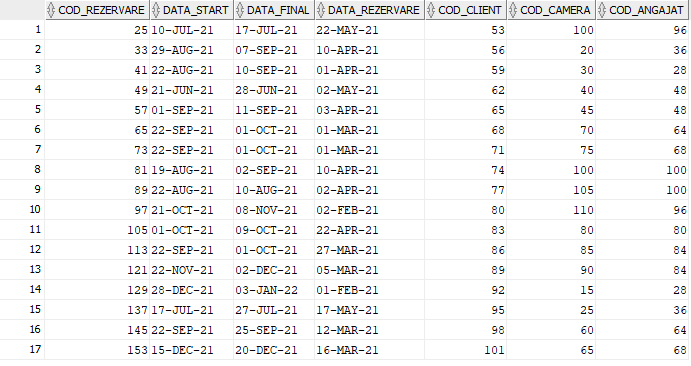 COD_REZERVARE DATA_START DATA_FINAL DATA_REZERVARE COD_CLIENT COD_CAMERA COD_ANGAJAT
1 25 10-JUL-21 17-JUL-21 22-MAY-21 53 100 96
2 33 29-AUG-21 07-SEP-21 10-APR-21 56 20 36
3 41 22-AUG-21 10-SEP-21 01-APR-21 59 30 28
4 49 21-JUN-21 28-JUN-21 02-MAY-21 62 40 48
5 57 01-SEP-21 11-SEP-21 03-APR-21 65 45 48
6 65 22-SEP-21 01-OCT-21 01-MAR-21 68 70 64
7 73 22-SEP-21 01-OCT-21 01-MAR-21 71 75 68
8 81 19-AUG-21 02-SEP-21 10-APR-21 74 100 100
9 89 22-AUG-21 10-AUG-21 02-APR-21 77 105 100
10 97 21-OCT-21 08-NOV-21 02-FEB-21 80 110 96
11 105 01-OCT-21 09-OCT-21 22-APR-21 83 80 80
12 113 22-SEP-21 01-OCT-21 27-MAR-21 86 85 84
13 121 22-NOV-21 02-DEC-21 05-MAR-21 89 90 84
14 129 28-DEC-21 03-JAN-22 01-FEB-21 92 15 28
15 137 17-JUL-21 27-JUL-21 17-MAY-21 95 25 36
16 145 22-SEP-21 25-SEP-21 12-MAR-21 98 60 64
17 153 15-DEC-21 20-DEC-21 16-MAR-21 101 65 68